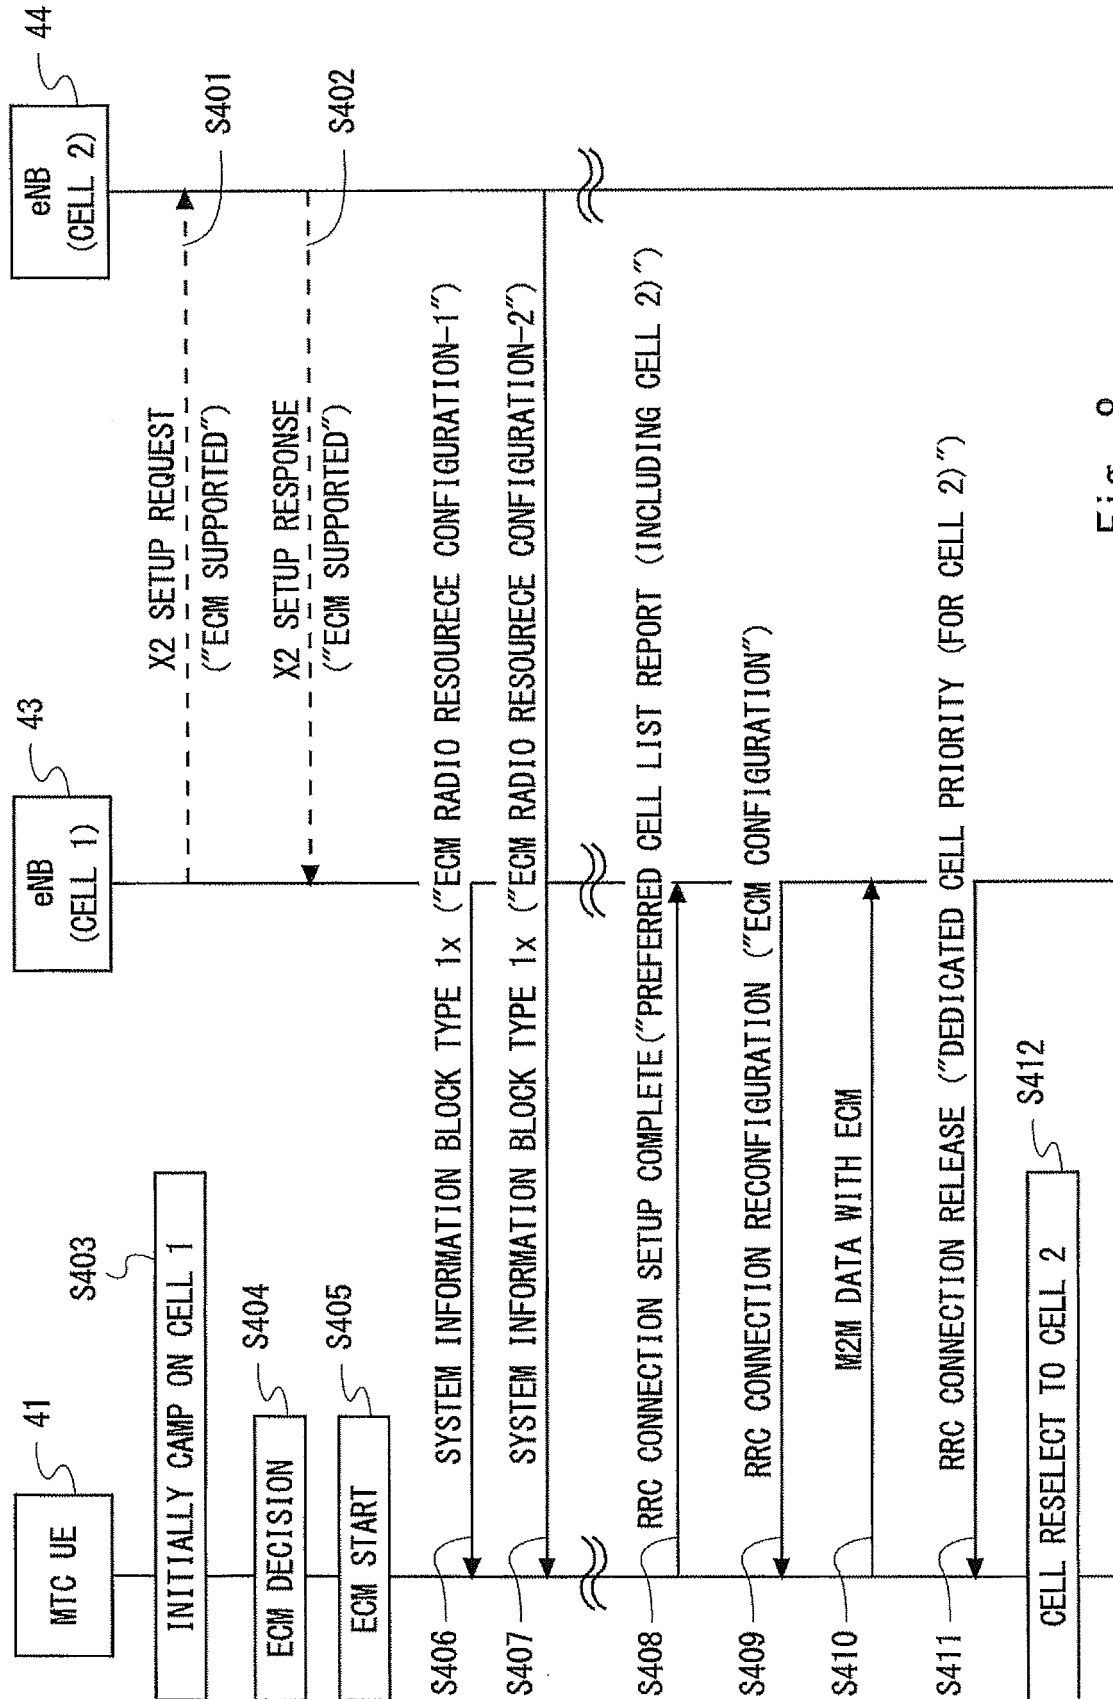 MTC UE
41
eNB
(CELL 1)
43
eNB
(CELL 2)
44
X2 SETUP REQUEST
("ECM SUPPORTED")
S401
X2 SETUP RESPONSE
("ECM SUPPORTED")
S402
S403
INITIALLY CAMP ON CELL 1
ECM DECISION
S404
ECM START
S405
S406
SYSTEM INFORMATION BLOCK TYPE 1x ("ECM RADIO RESOURECE CONFIGURATION-1")
S407
SYSTEM INFORMATION BLOCK TYPE 1x ("ECM RADIO RESOURECE CONFIGURATION-2")
S408
RRC CONNECTION SETUP COMPLETE("PREFERRED CELL LIST REPORT (INCLUDING CELL 2)")
S409
RRC CONNECTION RECONFIGURATION ("ECM CONFIGURATION")
S410
M2M DATA WITH ECM
S411
RRC CONNECTION RELEASE ("DEDICATED CELL PRIORITY (FOR CELL 2)")
CELL RESELECT TO CELL 2
S412